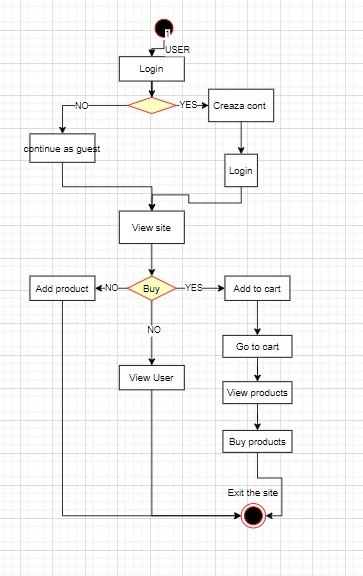 USER
Login
NO
YES
Creaza cont
continue as guest
Login
View site
Add product
NO
Buy
YES
Add to cart
NO
Go to cart
View User
View products
Buy products
Exit the site